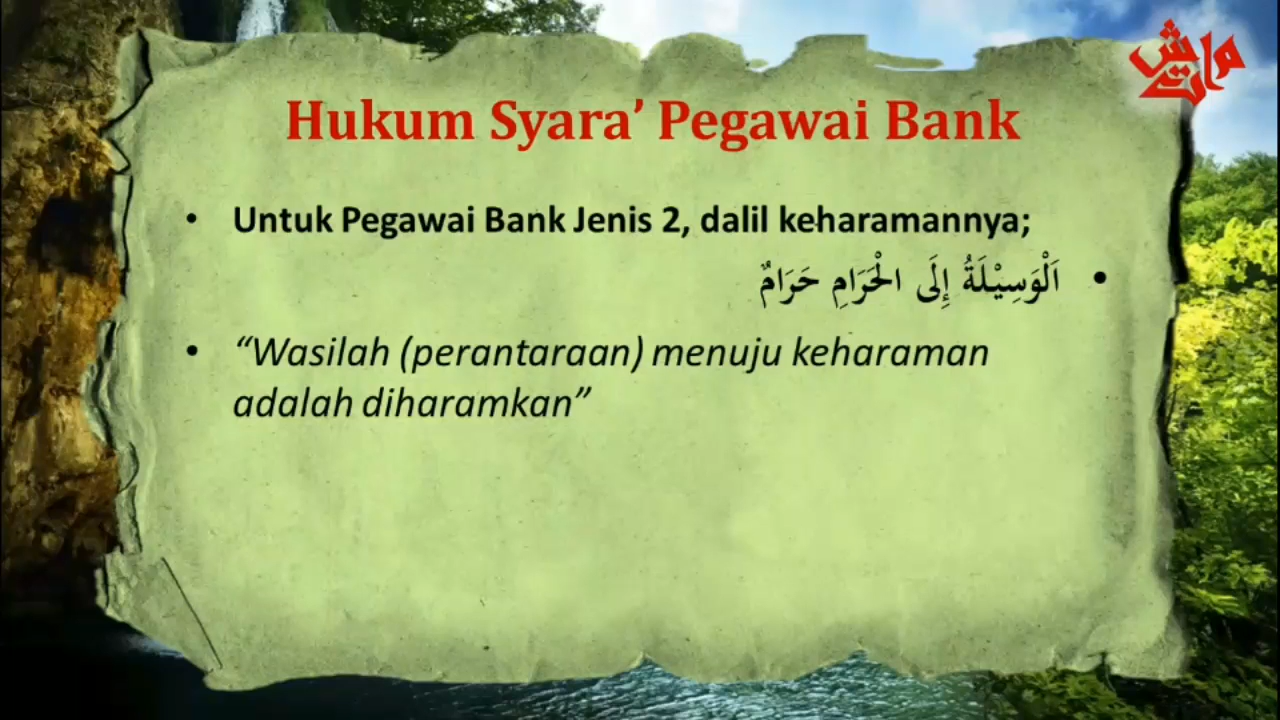 Hukum Syara’ Pegawai Bank
• Untuk Pegawai Bank Jenis 2, dalil keharamannya;
• اَلْوَسِيْلَةُ إِلَى الْحَرَامِ حَرَامٌ
• “Wasilah (perantaraan) menuju keharaman
adalah diharamkan”